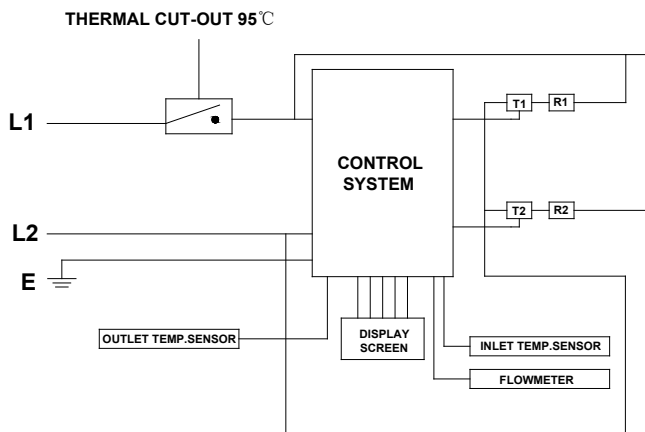 THERMAL CUT-OUT 95℃
L1
T1
R1
CONTROL
SYSTEM
T2
R2
L2
E
OUTLET TEMP.SENSOR
DISPLAY
SCREEN
INLET TEMP.SENSOR
FLOWMETER